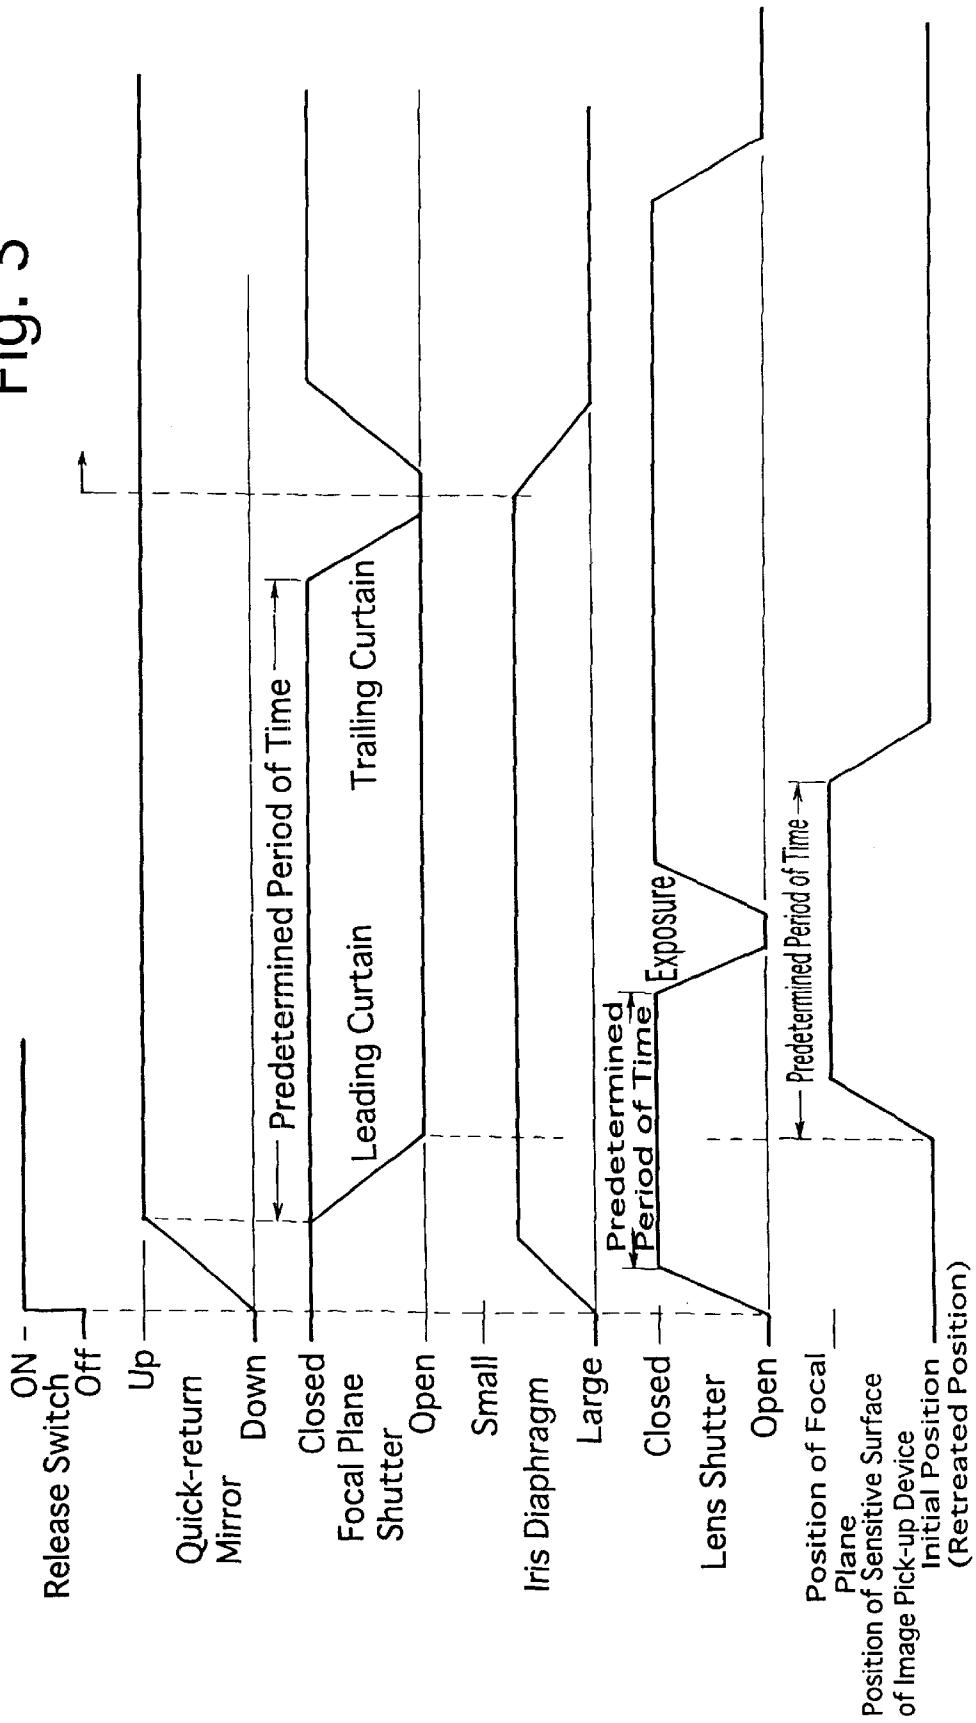 Fig. 3
ON
Release Switch
Off
Up
Quick-return
Mirror
Down
Predetermined Period of Time
Closed
Focal Plane
Shutter
Open
Leading Curtain
Trailing Curtain
Small
Iris Diaphragm
Large
Predetermined
Period of Time
Closed
Exposure
Lens Shutter
Open
Predetermined Period of Time
Position of Focal
Plane
Position of Sensitive Surface
of Image Pick-up Device
Initial Position
(Retreated Position)